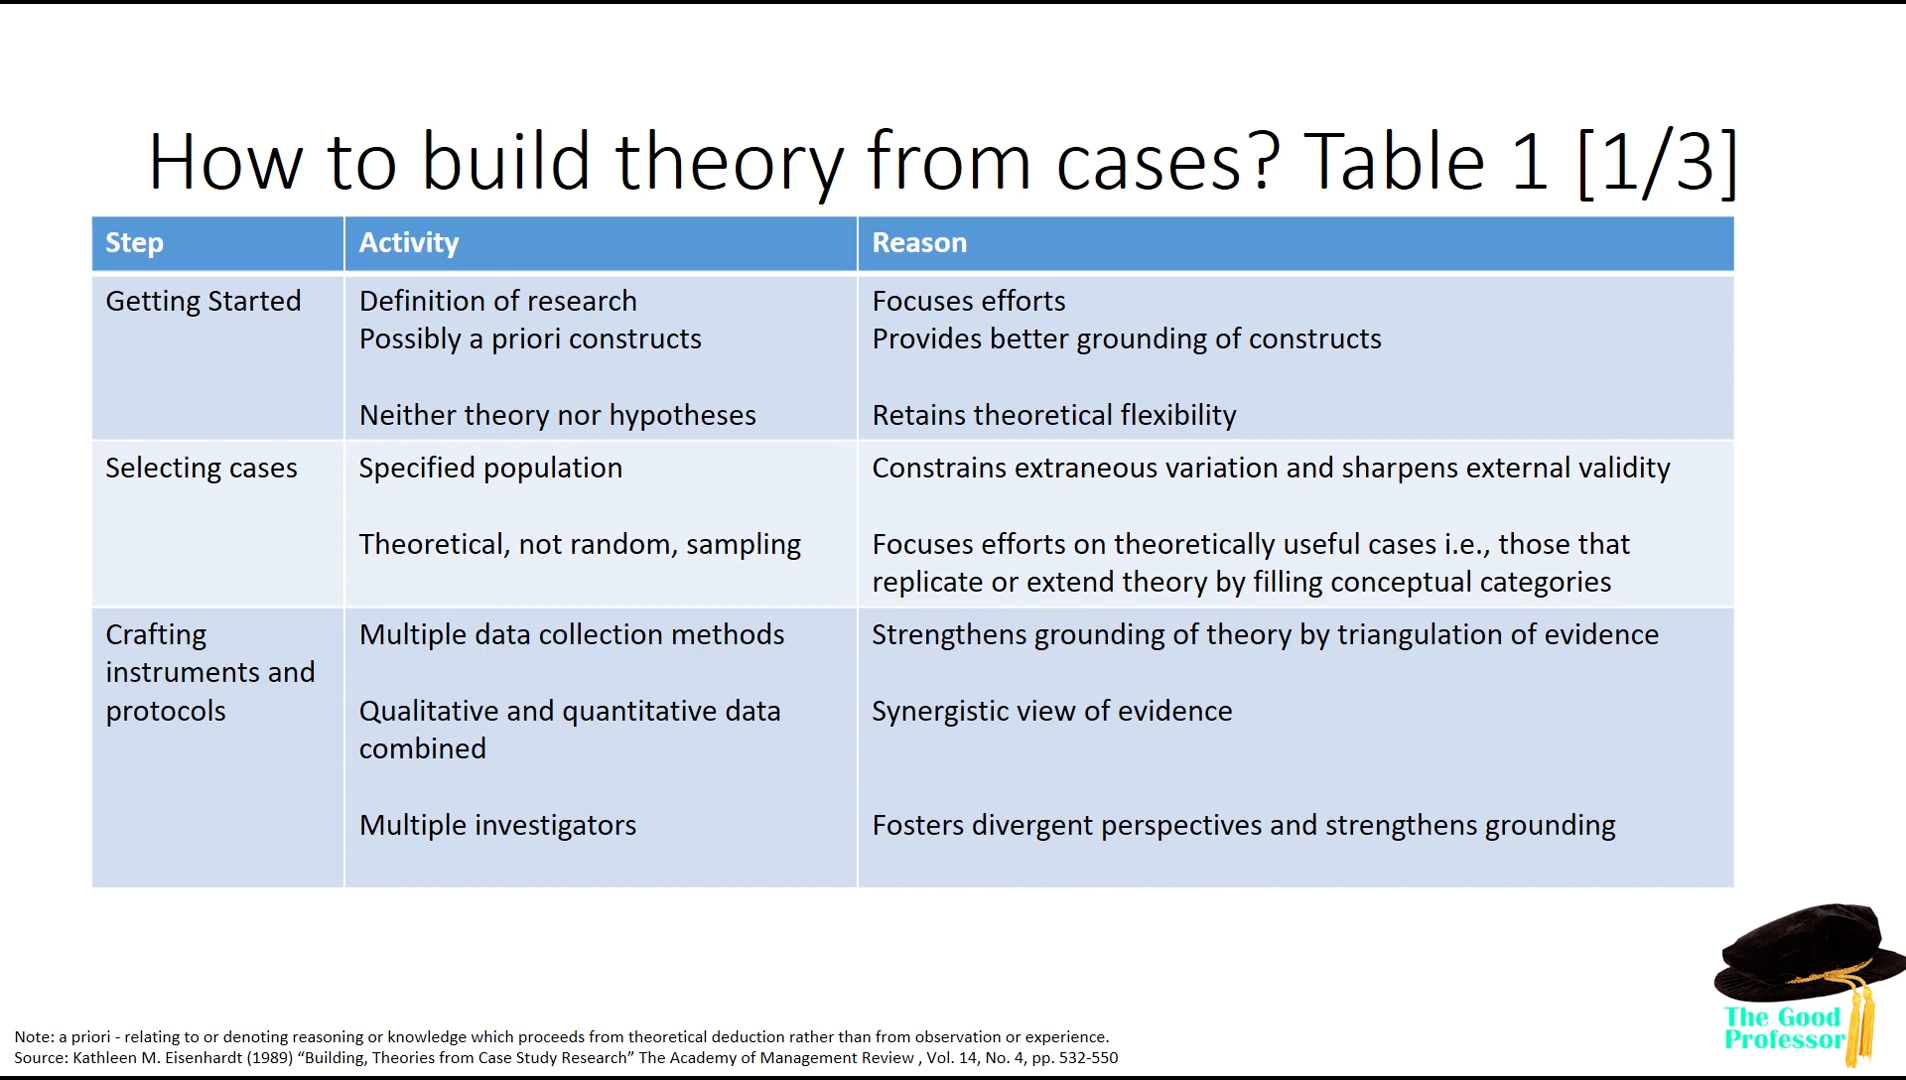 How to build theory from cases? Table 1 [1/3]
Step
Activity
Reason
Getting Started
Definition of research
Possibly a priori constructs
Neither theory nor hypotheses
Focuses efforts
Provides better grounding of constructs
Retains theoretical flexibility
Selecting cases
Specified population
Theoretical, not random, sampling
Constrains extraneous variation and sharpens external validity
Focuses efforts on theoretically useful cases i.e., those that
replicate or extend theory by filling conceptual categories
Crafting
instruments and
protocols
Multiple data collection methods
Qualitative and quantitative data
combined
Multiple investigators
Strengthens grounding of theory by triangulation of evidence
Synergistic view of evidence
Fosters divergent perspectives and strengthens grounding
The Good
Professor
Note: a priori - relating to or denoting reasoning or knowledge which proceeds from theoretical deduction rather than from observation or experience.
Source: Kathleen M. Eisenhardt (1989) “Building, Theories from Case Study Research” The Academy of Management Review , Vol. 14, No. 4, pp. 532-550